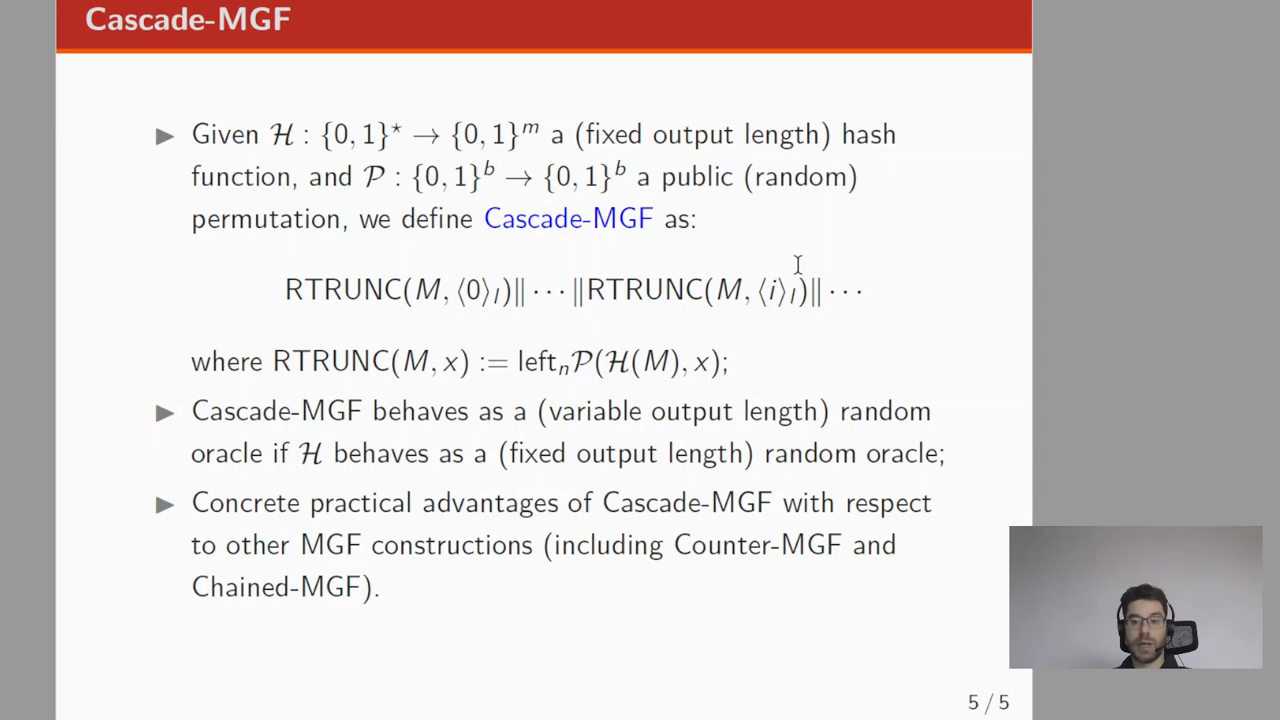 Cascade-MGF
▶ Given ℋ : {0, 1}⋆ → {0, 1}ᵐ a (fixed output length) hash
function, and 𝒫 : {0, 1}ᵇ → {0, 1}ᵇ a public (random)
permutation, we define Cascade-MGF as:
RTRUNC(M, ⟨0⟩ₗ)‖ ··· ‖RTRUNC(M, ⟨i⟩ₗ)‖ ···
where RTRUNC(M, x) := leftₙ𝒫(ℋ(M), x);
▶ Cascade-MGF behaves as a (variable output length) random
oracle if ℋ behaves as a (fixed output length) random oracle;
▶ Concrete practical advantages of Cascade-MGF with respect
to other MGF constructions (including Counter-MGF and
Chained-MGF).
5 / 5